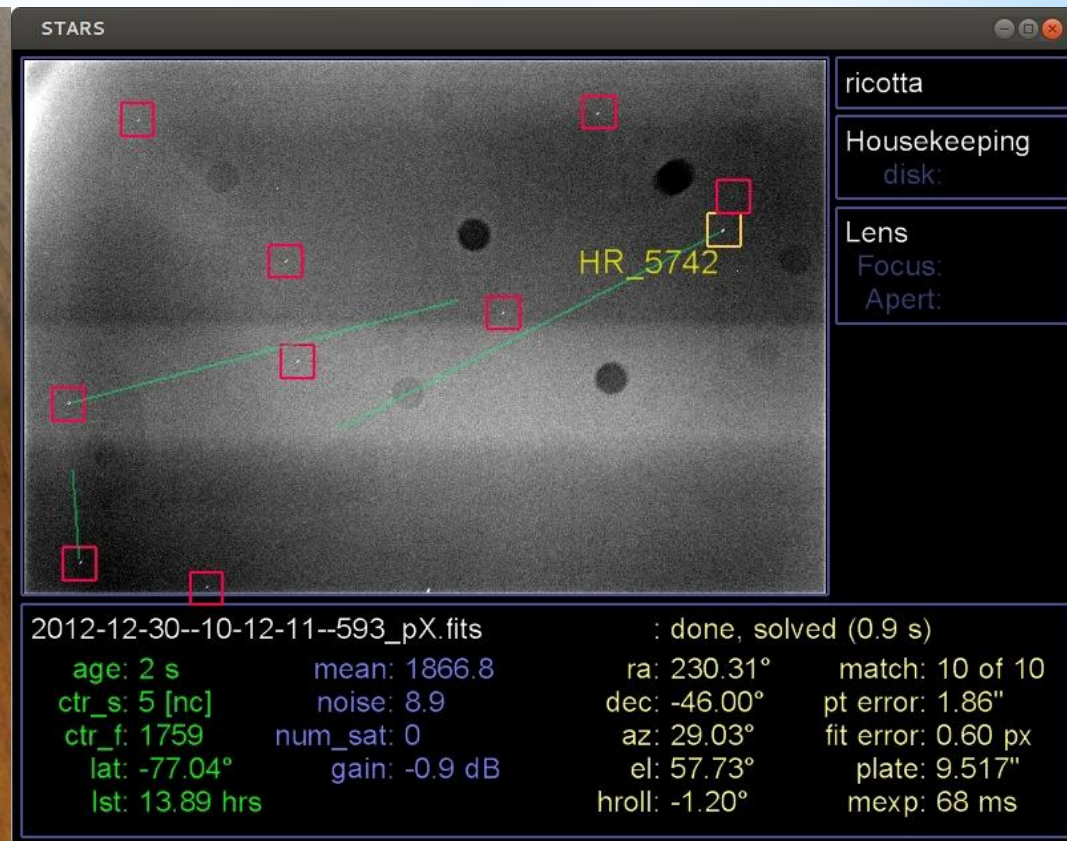 STARS
HR_5742
ricotta
Housekeeping
disk:
Lens
Focus:
Apert:
2012-12-30--10-12-11--593_pX.fits : done, solved (0.9 s)
age: 2 s mean: 1866.8 ra: 230.31° match: 10 of 10
ctr_s: 5 [nc] noise: 8.9 dec: -46.00° pt error: 1.86"
ctr_f: 1759 num_sat: 0 az: 29.03° fit error: 0.60 px
lat: -77.04° gain: -0.9 dB el: 57.73° plate: 9.517"
lst: 13.89 hrs hroll: -1.20° mexp: 68 ms